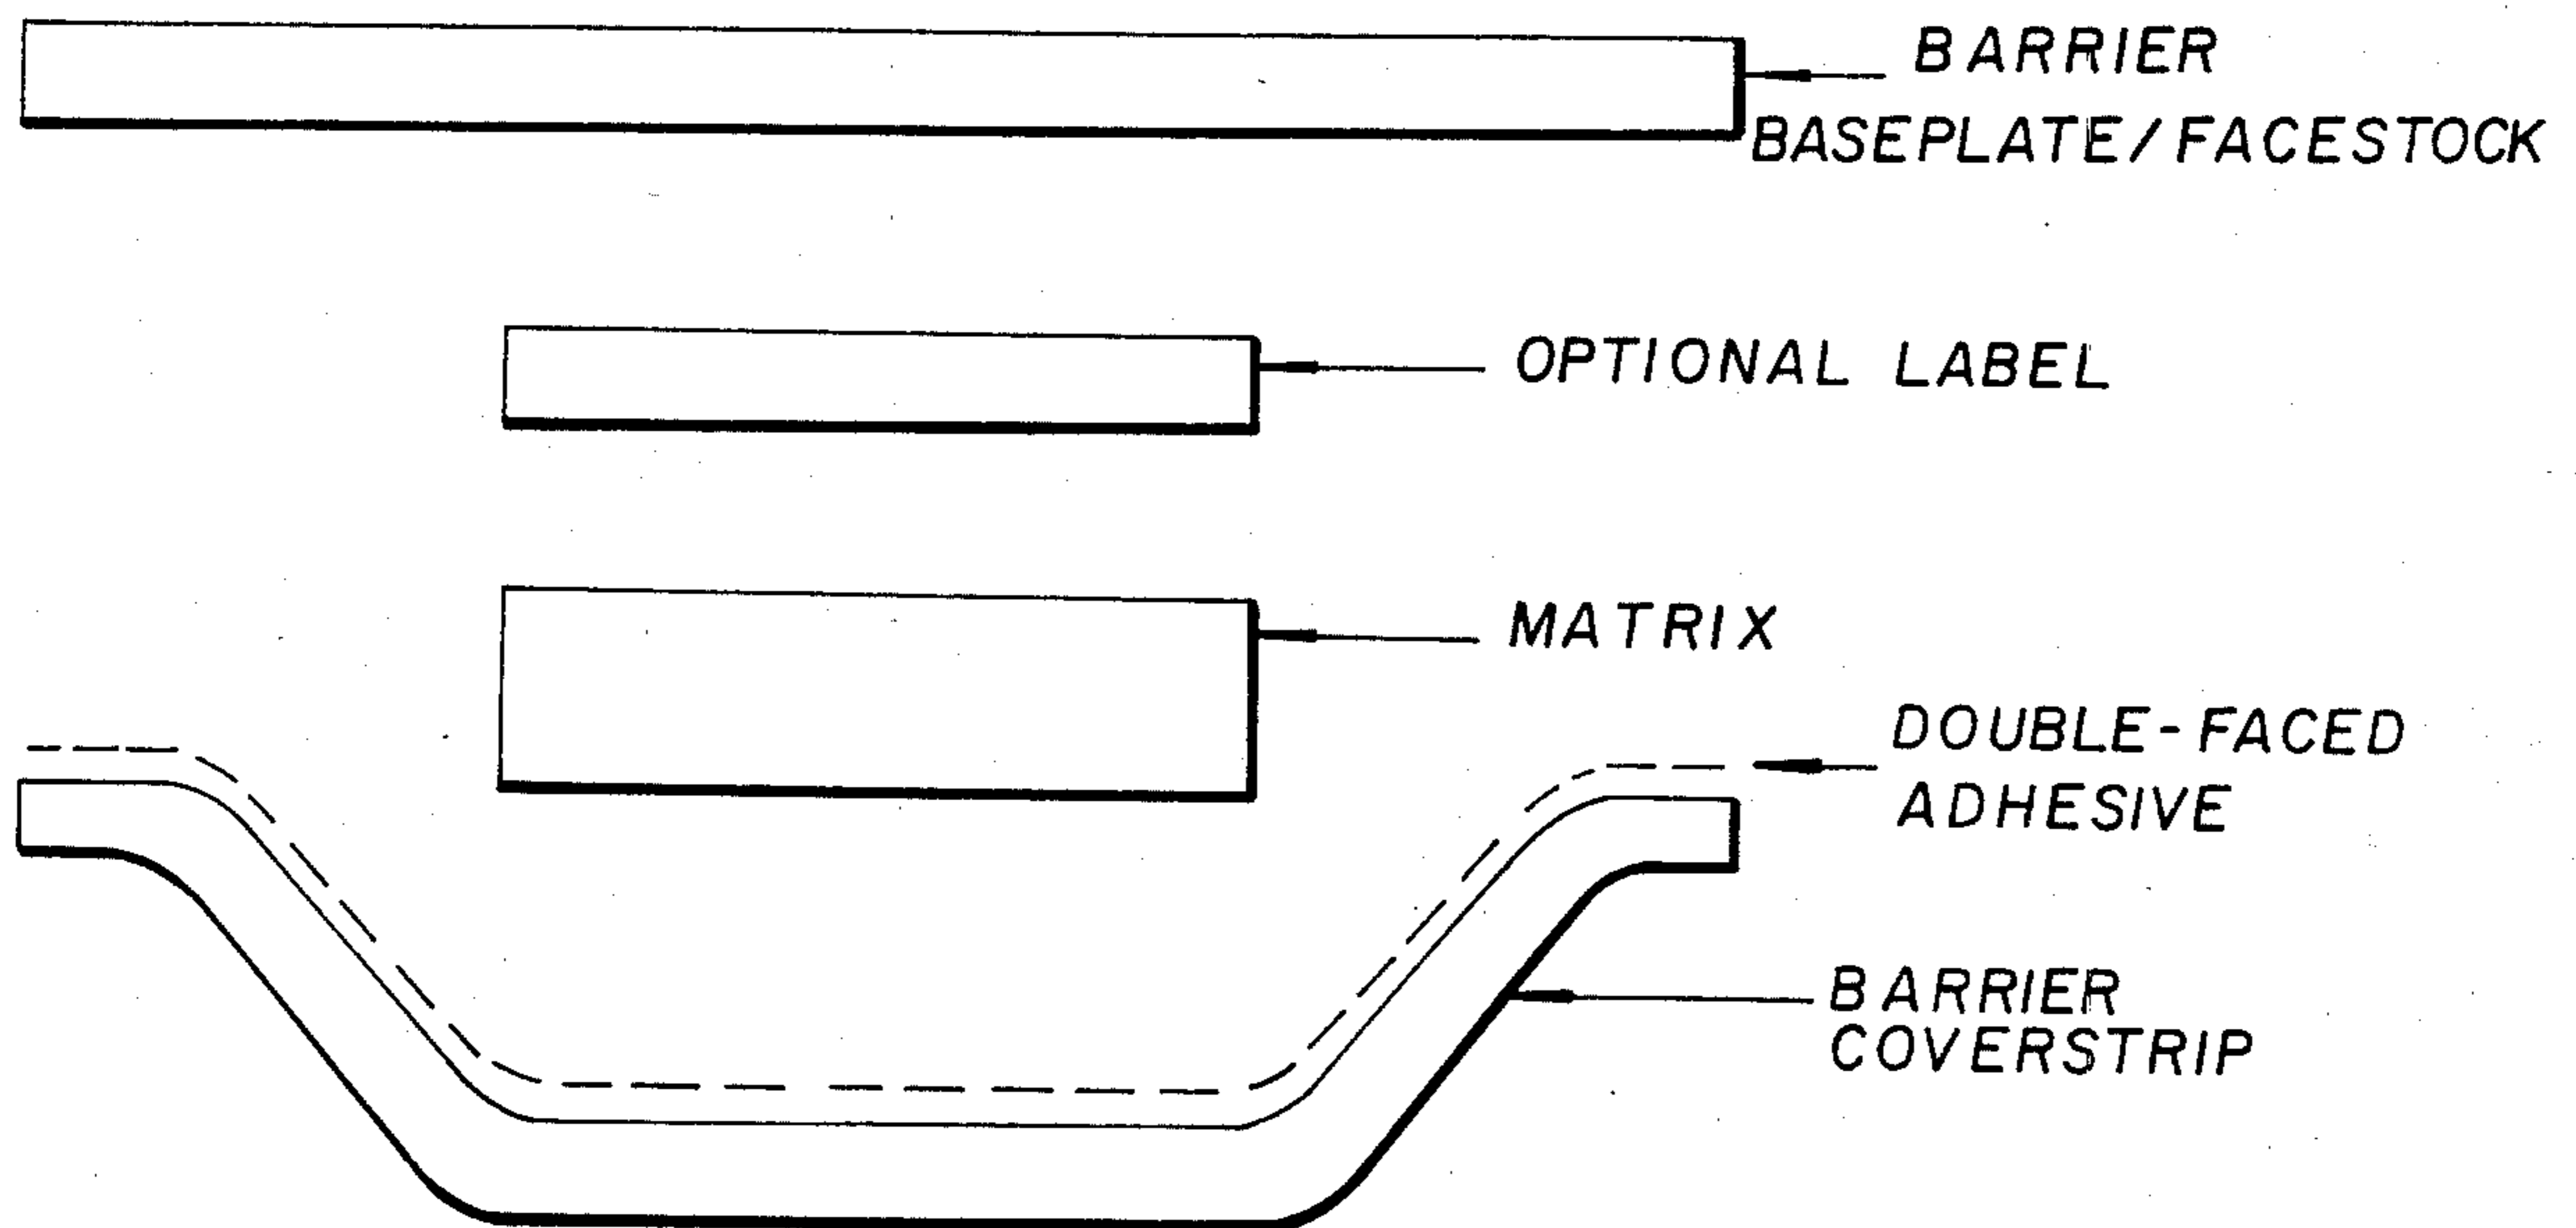 BARRIER
BASEPLATE/FACESTOCK
OPTIONAL LABEL
MATRIX
DOUBLE-FACED
ADHESIVE
BARRIER
COVERSTRIP